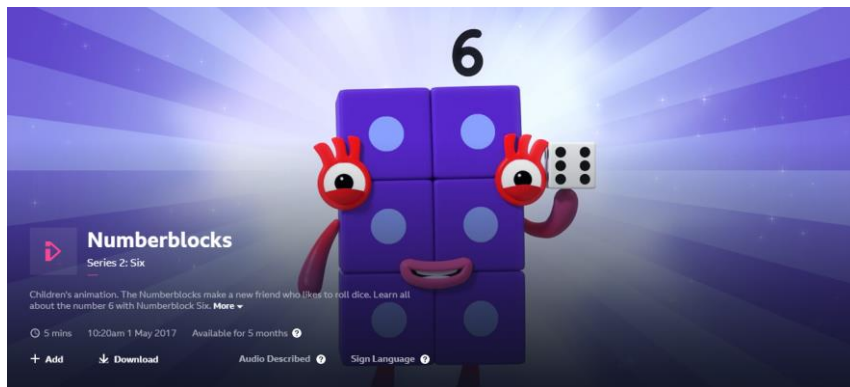 6
Numberblocks
Series 2: Six
Children's animation. The Numberblocks make a new friend who likes to roll dice. Learn all
about the number 6 with Numberblock Six. More
5 mins 10:20am 1 May 2017 Available for 5 months ?
+ Add Download Audio Described ? Sign Language ?